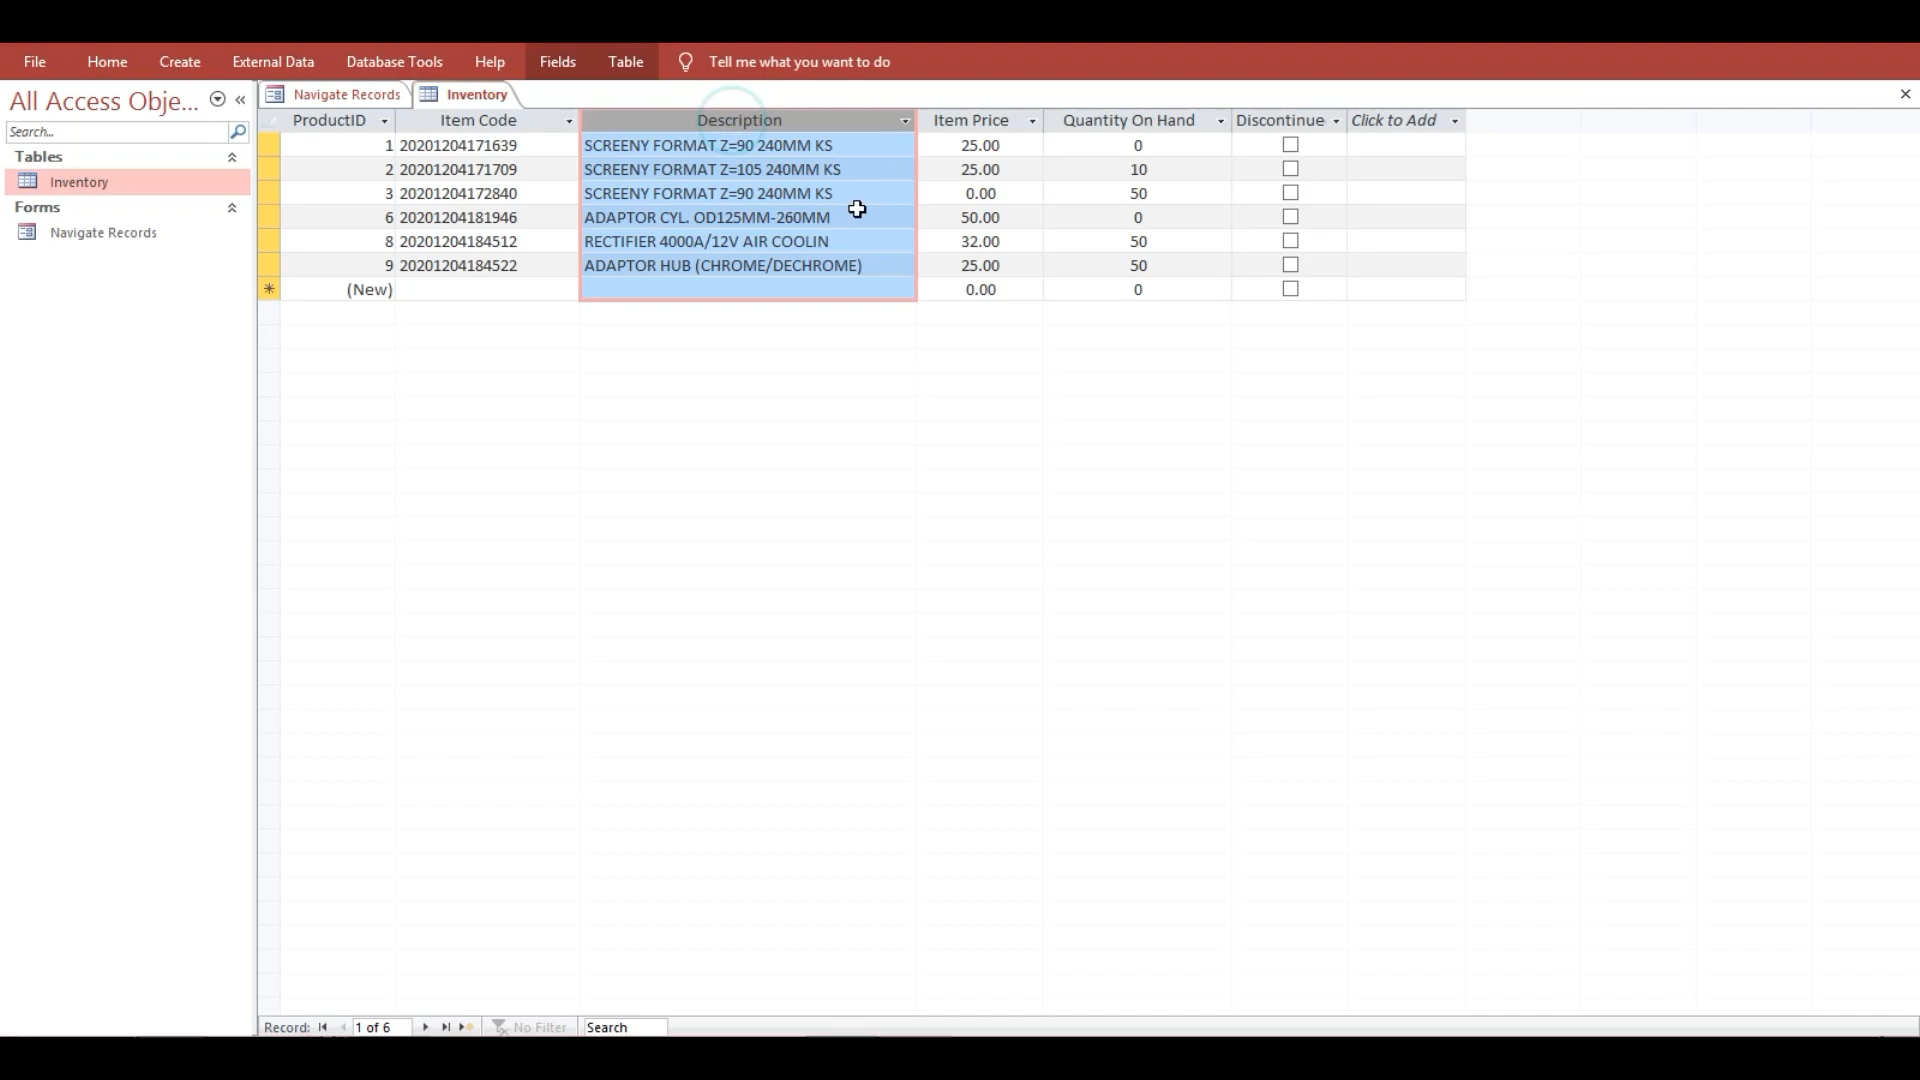 File Home Create External Data Database Tools Help Fields Table Tell me what you want to do
All Access Obje... « Navigate Records Inventory ×
Search...
Tables
Inventory
Forms
Navigate Records
ProductID Item Code Description Item Price Quantity On Hand Discontinue Click to Add
1 20201204171639 SCREENY FORMAT Z=90 240MM KS 25.00 0
2 20201204171709 SCREENY FORMAT Z=105 240MM KS 25.00 10
3 20201204172840 SCREENY FORMAT Z=90 240MM KS 0.00 50
6 20201204181946 ADAPTOR CYL. OD125MM-260MM 50.00 0
8 20201204184512 RECTIFIER 4000A/12V AIR COOLIN 32.00 50
9 20201204184522 ADAPTOR HUB (CHROME/DECHROME) 25.00 50
(New) 0.00 0
Record: 1 of 6 No Filter Search